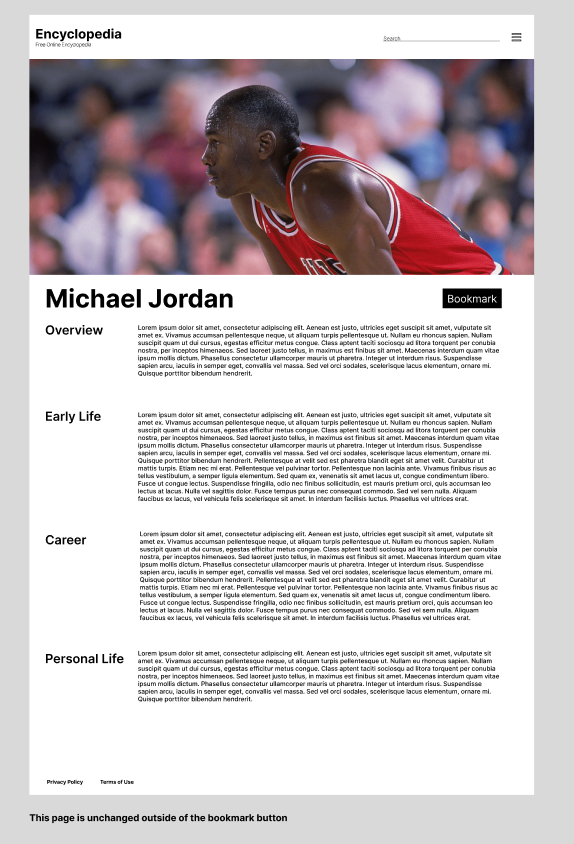 Encyclopedia
Free Online Encyclopedia
Search
Michael Jordan
Bookmark
Overview
Lorem ipsum dolor sit amet, consectetur adipiscing elit. Aenean est justo, ultricies eget suscipit sit amet, vulputate sit
amet ex. Vivamus accumsan pellentesque neque, ut aliquam turpis pellentesque ut. Nullam eu rhoncus sapien. Nullam
suscipit quam ut dui cursus, egestas efficitur metus congue. Class aptent taciti sociosqu ad litora torquent per conubia
nostra, per inceptos himenaeos. Sed laoreet justo tellus, in maximus est finibus sit amet. Maecenas interdum quam vitae
ipsum mollis dictum. Phasellus consectetur ullamcorper mauris ut pharetra. Integer ut interdum risus. Suspendisse
sapien arcu, iaculis in semper eget, convallis vel massa. Sed vel orci sodales, scelerisque lacus elementum, ornare mi.
Quisque porttitor bibendum hendrerit.
Early Life
Lorem ipsum dolor sit amet, consectetur adipiscing elit. Aenean est justo, ultricies eget suscipit sit amet, vulputate sit
amet ex. Vivamus accumsan pellentesque neque, ut aliquam turpis pellentesque ut. Nullam eu rhoncus sapien. Nullam
suscipit quam ut dui cursus, egestas efficitur metus congue. Class aptent taciti sociosqu ad litora torquent per conubia
nostra, per inceptos himenaeos. Sed laoreet justo tellus, in maximus est finibus sit amet. Maecenas interdum quam vitae
ipsum mollis dictum. Phasellus consectetur ullamcorper mauris ut pharetra. Integer ut interdum risus. Suspendisse
sapien arcu, iaculis in semper eget, convallis vel massa. Sed vel orci sodales, scelerisque lacus elementum, ornare mi.
Quisque porttitor bibendum hendrerit. Pellentesque at velit sed est pharetra blandit eget sit amet velit. Curabitur ut
mattis turpis. Etiam nec mi erat. Pellentesque vel pulvinar tortor. Pellentesque non lacinia ante. Vivamus finibus risus ac
tellus vestibulum, a semper ligula elementum. Sed quam ex, venenatis sit amet lacus et, condimentum condimentum libero.
Fusce ut congue lectus. Suspendisse fringilla, odio nec finibus sollicitudin, est mauris pretium orci, quis accumsan leo
lectus at lacus. Nulla vel sagittis dolor. Fusce tempus purus nec consequat commodo. Sed vel sem nulla. Aliquam
faucibus ex lacus, vel vehicula felis scelerisque sit amet. In interdum facilisis luctus. Phasellus vel ultrices erat.
Career
Lorem ipsum dolor sit amet, consectetur adipiscing elit. Aenean est justo, ultricies eget suscipit sit amet, vulputate sit
amet ex. Vivamus accumsan pellentesque neque, ut aliquam turpis pellentesque ut. Nullam eu rhoncus sapien. Nullam
suscipit quam ut dui cursus, egestas efficitur metus congue. Class aptent taciti sociosqu ad litora torquent per conubia
nostra, per inceptos himenaeos. Sed laoreet justo tellus, in maximus est finibus sit amet. Maecenas interdum quam vitae
ipsum mollis dictum. Phasellus consectetur ullamcorper mauris ut pharetra. Integer ut interdum risus. Suspendisse
sapien arcu, iaculis in semper eget, convallis vel massa. Sed vel orci sodales, scelerisque lacus elementum, ornare mi.
Quisque porttitor bibendum hendrerit. Pellentesque at velit sed est pharetra blandit eget sit amet velit. Curabitur ut
mattis turpis. Etiam nec mi erat. Pellentesque vel pulvinar tortor. Pellentesque non lacinia ante. Vivamus finibus risus ac
tellus vestibulum, a semper ligula elementum. Sed quam ex, venenatis sit amet lacus ut, condimentum libero.
Fusce ut congue lectus. Suspendisse fringilla, odio nec finibus sollicitudin, est mauris pretium orci, quis accumsan leo
lectus at lacus. Nulla vel sagittis dolor. Fusce tempus purus nec consequat commodo. Sed vel sem nulla. Aliquam
faucibus ex lacus, vel vehicula felis scelerisque sit amet. In interdum facilisis luctus. Phasellus vel ultrices erat.
Personal Life
Lorem ipsum dolor sit amet, consectetur adipiscing elit. Aenean est justo, ultricies eget suscipit sit amet, vulputate sit
amet ex. Vivamus accumsan pellentesque neque, ut aliquam turpis pellentesque ut. Nullam eu rhoncus sapien. Nullam
suscipit quam ut dui cursus, egestas efficitur metus congue. Class aptent taciti sociosqu ad litora torquent per conubia
nostra, per inceptos himenaeos. Sed laoreet justo tellus, in maximus est finibus sit amet. Maecenas interdum quam vitae
ipsum mollis dictum. Phasellus consectetur ullamcorper mauris ut pharetra. Integer ut interdum risus. Suspendisse
sapien arcu, iaculis in semper eget, convallis vel massa. Sed vel orci sodales, scelerisque lacus elementum, ornare mi.
Quisque porttitor bibendum hendrerit.
Privacy Policy
Terms of Use
This page is unchanged outside of the bookmark button